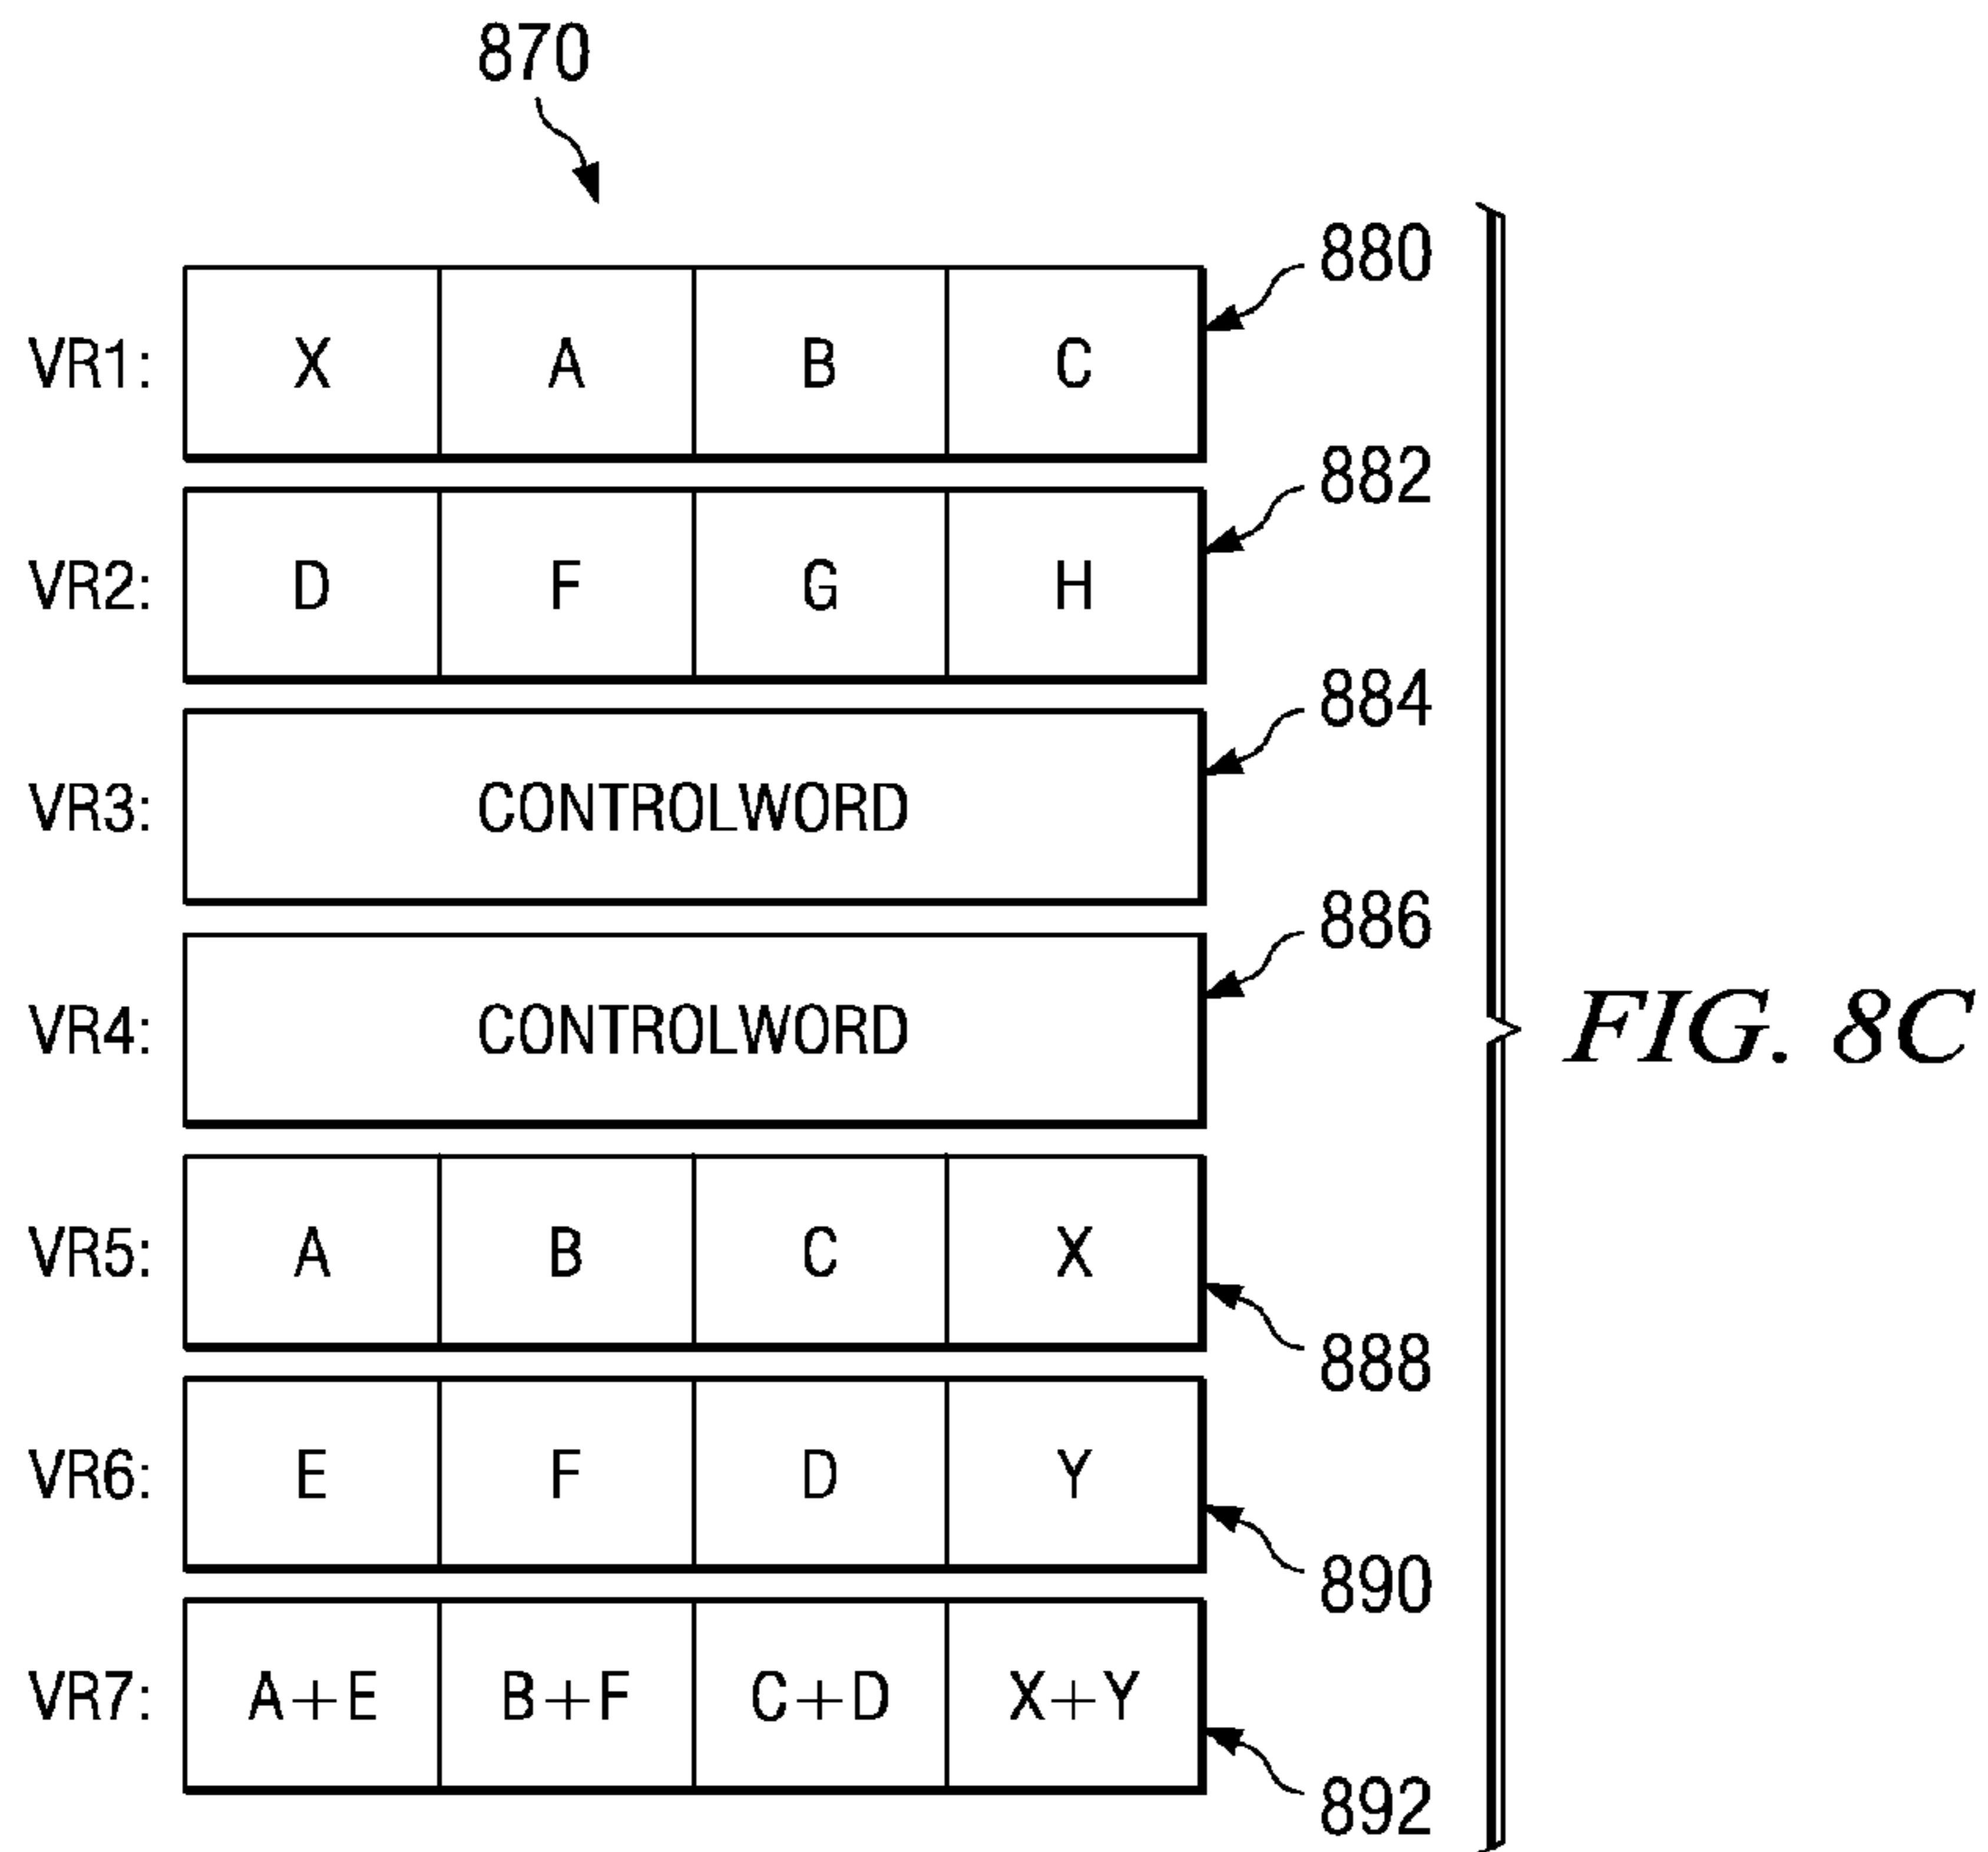 870
880
VR1: X A B C
882
VR2: D F G H
884
VR3: CONTROLWORD
886
VR4: CONTROLWORD
FIG. 8C
VR5: A B C X
888
VR6: E F D Y
890
VR7: A+E B+F C+D X+Y
892